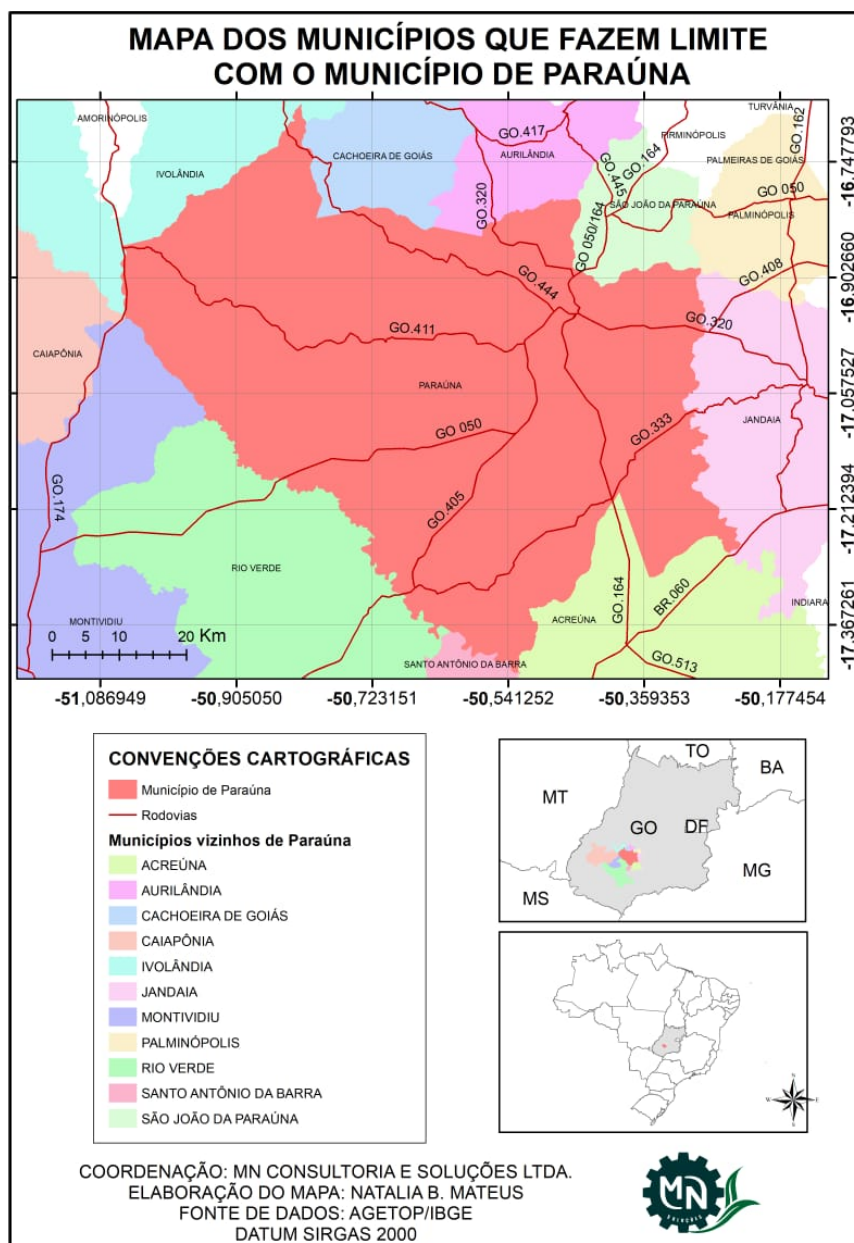 MAPA DOS MUNICÍPIOS QUE FAZEM LIMITE
COM O MUNICÍPIO DE PARAÚNA
TURVÂNIA
AMORINÓPOLIS
GO.162
FIRMINÓPOLIS
GO.417
CACHOEIRA DE GOIÁS
AURILÂNDIA
GO.164
PALMEIRAS DE GOIÁS
-16.747793
IVOLÂNDIA
GO.445
GO.320
GO 050
SÃO JOÃO DA PARAÚNA
PALMINÓPOLIS
GO 050/164
GO.408
-16.902660
GO.444
GO.320
GO.411
CAIAPÔNIA
PARAÚNA
-17.057527
JANDAIA
GO.333
GO 050
GO.174
GO.405
-17.212394
RIO VERDE
GO.164
BR.060
INDIARA
MONTIVIDIU
ACREÚNA
-17.367261
0 5 10 20 Km
SANTO ANTÔNIO DA BARRA
GO.513
-51,086949 -50,905050 -50,723151 -50,541252 -50,359353 -50,177454
CONVENÇÕES CARTOGRÁFICAS
Município de Paraúna
Rodovias
Municípios vizinhos de Paraúna
ACREÚNA
AURILÂNDIA
CACHOEIRA DE GOIÁS
CAIAPÔNIA
IVOLÂNDIA
JANDAIA
MONTIVIDIU
PALMINÓPOLIS
RIO VERDE
SANTO ANTÔNIO DA BARRA
SÃO JOÃO DA PARAÚNA
TO
BA
MT
GO
DF
MG
MS
N
W E
S
COORDENAÇÃO: MN CONSULTORIA E SOLUÇÕES LTDA.
ELABORAÇÃO DO MAPA: NATALIA B. MATEUS
FONTE DE DADOS: AGETOP/IBGE
DATUM SIRGAS 2000
MN